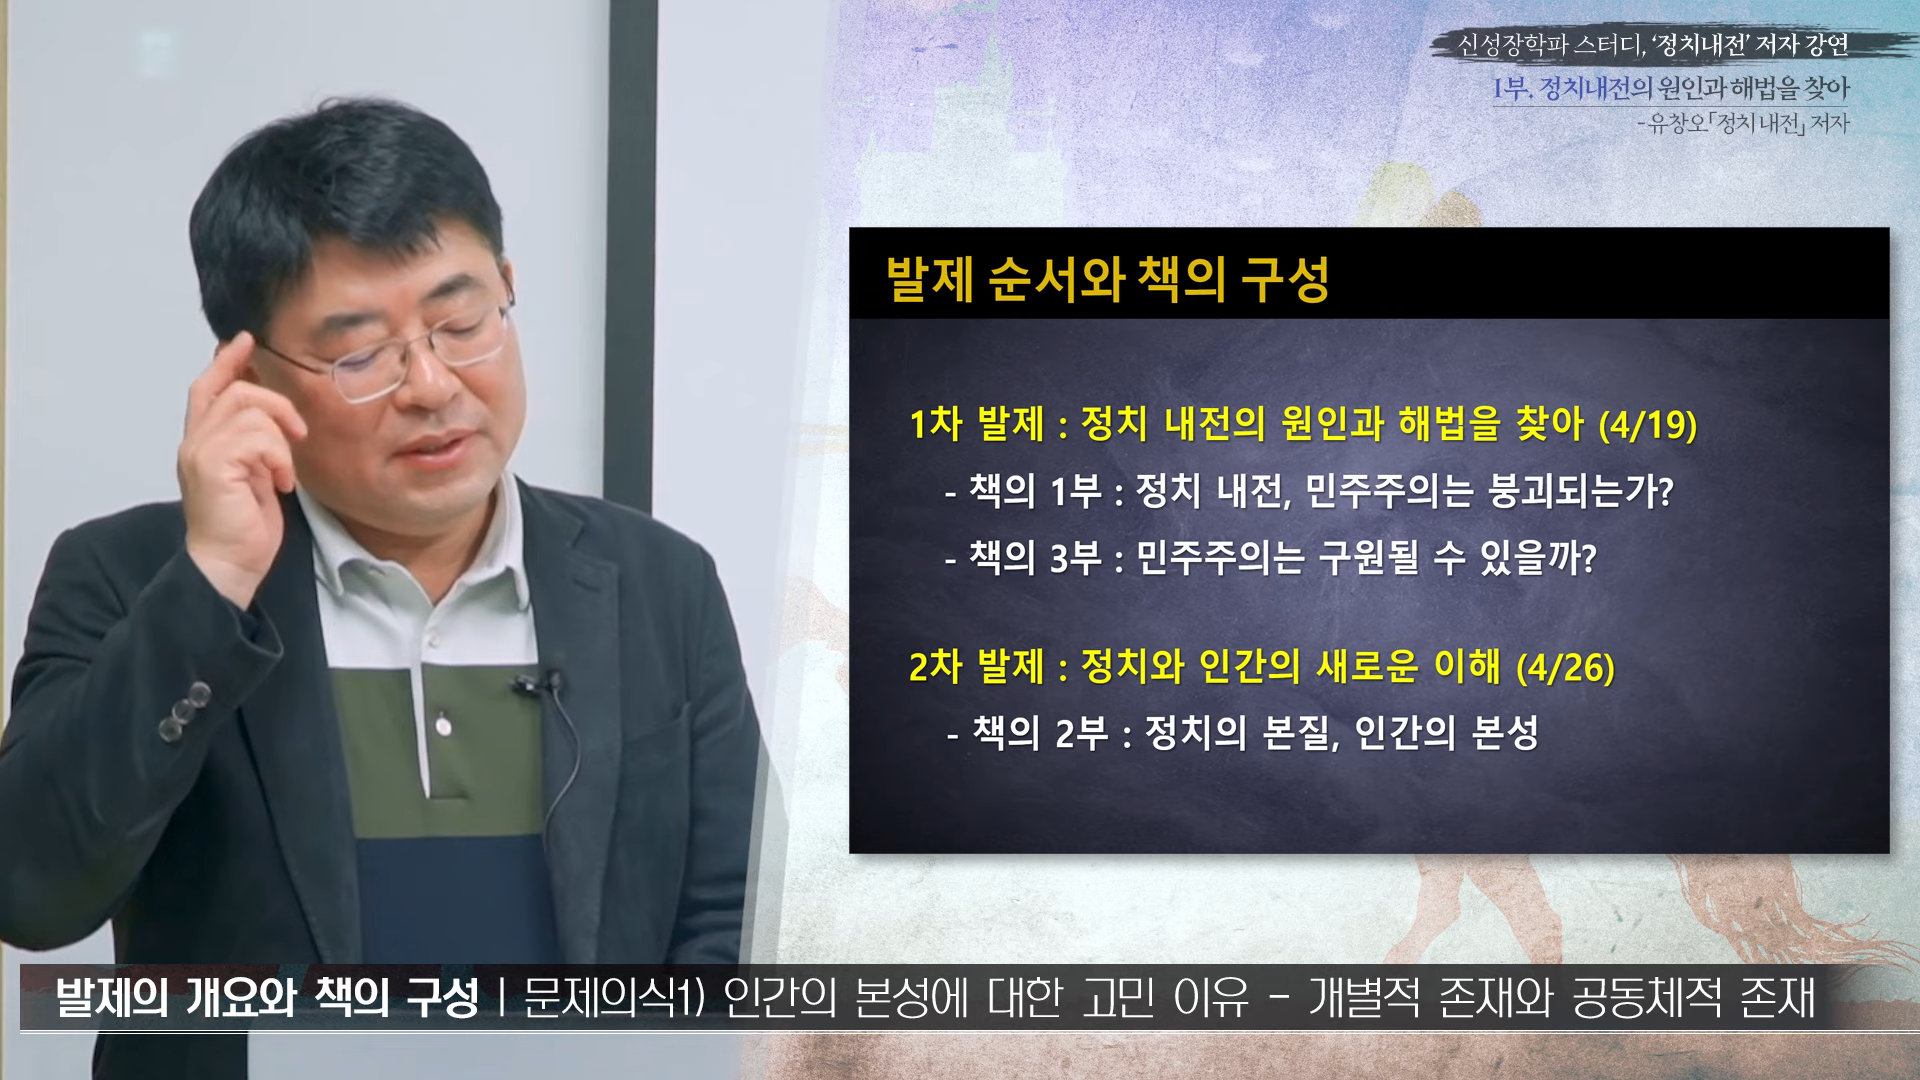 신성장학파 스터디, ‘정치내전’ 저자 강연
1부. 정치내전의 원인과 해법을 찾아
- 유창오「정치 내전」 저자
발제 순서와 책의 구성
1차 발제 : 정치 내전의 원인과 해법을 찾아 (4/19)
- 책의 1부 : 정치 내전, 민주주의는 붕괴되는가?
- 책의 3부 : 민주주의는 구원될 수 있을까?
2차 발제 : 정치와 인간의 새로운 이해 (4/26)
- 책의 2부 : 정치의 본질, 인간의 본성
발제의 개요와 책의 구성 | 문제의식1) 인간의 본성에 대한 고민 이유 - 개별적 존재와 공동체적 존재